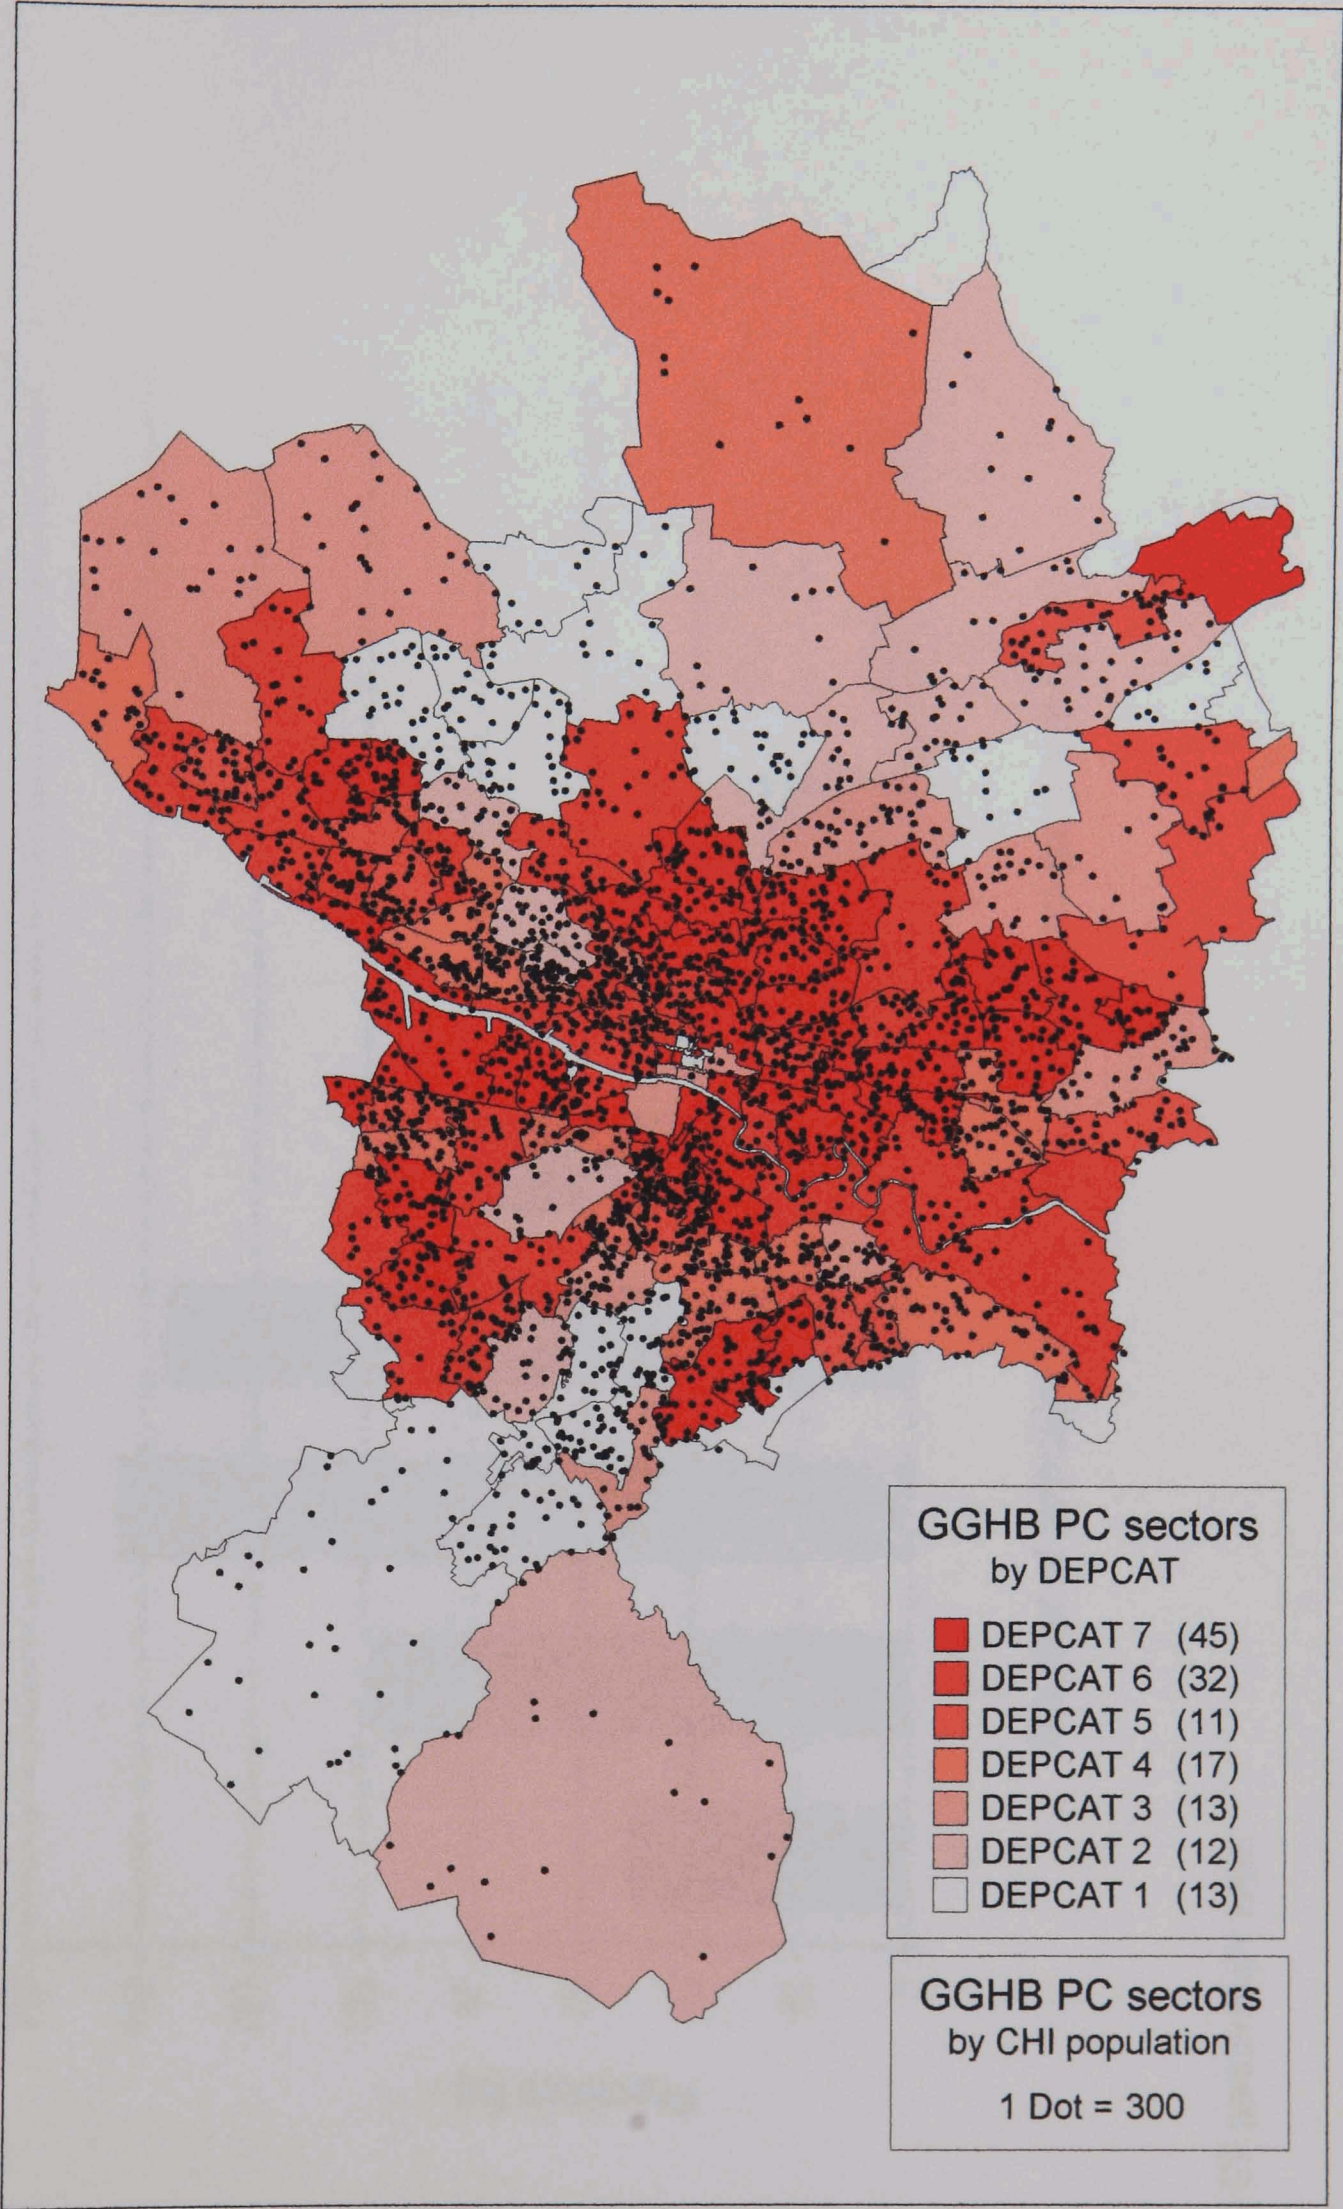 GGHB PC sectors
by DEPCAT
DEPCAT 7 (45)
DEPCAT 6 (32)
DEPCAT 5 (11)
DEPCAT 4 (17)
DEPCAT 3 (13)
DEPCAT 2 (12)
DEPCAT 1 (13)
GGHB PC sectors
by CHI population
1 Dot = 300